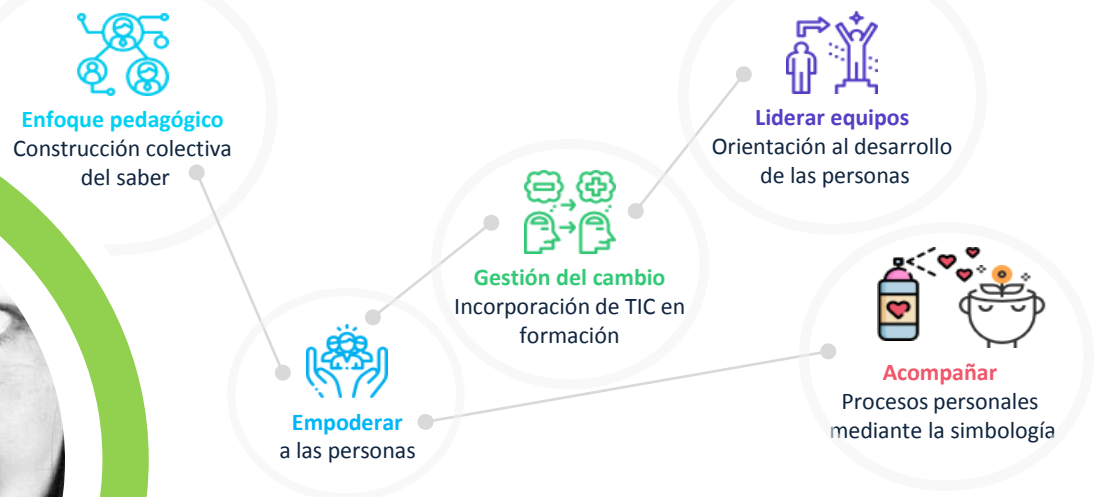 Enfoque pedagógico
Construcción colectiva
del saber
Empoderar
a las personas
Gestión del cambio
Incorporación de TIC en
formación
Liderar equipos
Orientación al desarrollo
de las personas
Acompañar
Procesos personales
mediante la simbología